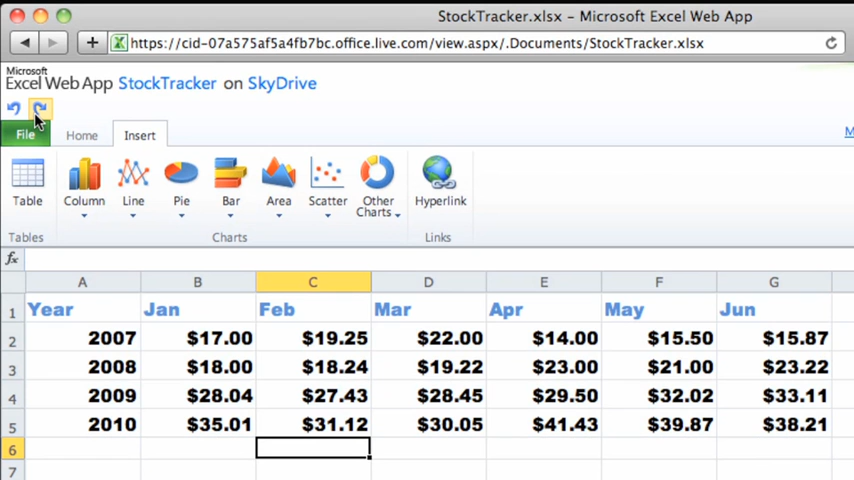 StockTracker.xlsx – Microsoft Excel Web App
https://cid-07a575af5a4fb7bc.office.live.com/view.aspx/.Documents/StockTracker.xlsx
Microsoft
Excel Web App StockTracker on SkyDrive
File Home Insert M
Table Column Line Pie Bar Area Scatter Other Charts Hyperlink
Tables Charts Links
fx
A B C D E F G
1 Year Jan Feb Mar Apr May Jun
2 2007 $17.00 $19.25 $22.00 $14.00 $15.50 $15.87
3 2008 $18.00 $18.24 $19.22 $23.00 $21.00 $23.22
4 2009 $28.04 $27.43 $28.45 $29.50 $32.02 $33.11
5 2010 $35.01 $31.12 $30.05 $41.43 $39.87 $38.21
6
7